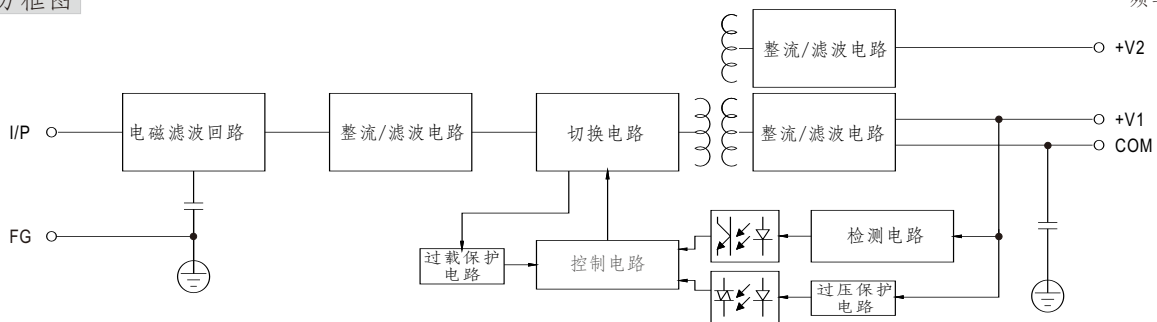 方框图
整流/滤波电路
+V2
I/P
电磁滤波回路
整流/滤波电路
切换电路
整流/滤波电路
+V1
COM
FG
过载保护
电路
控制电路
检测电路
过压保护
电路